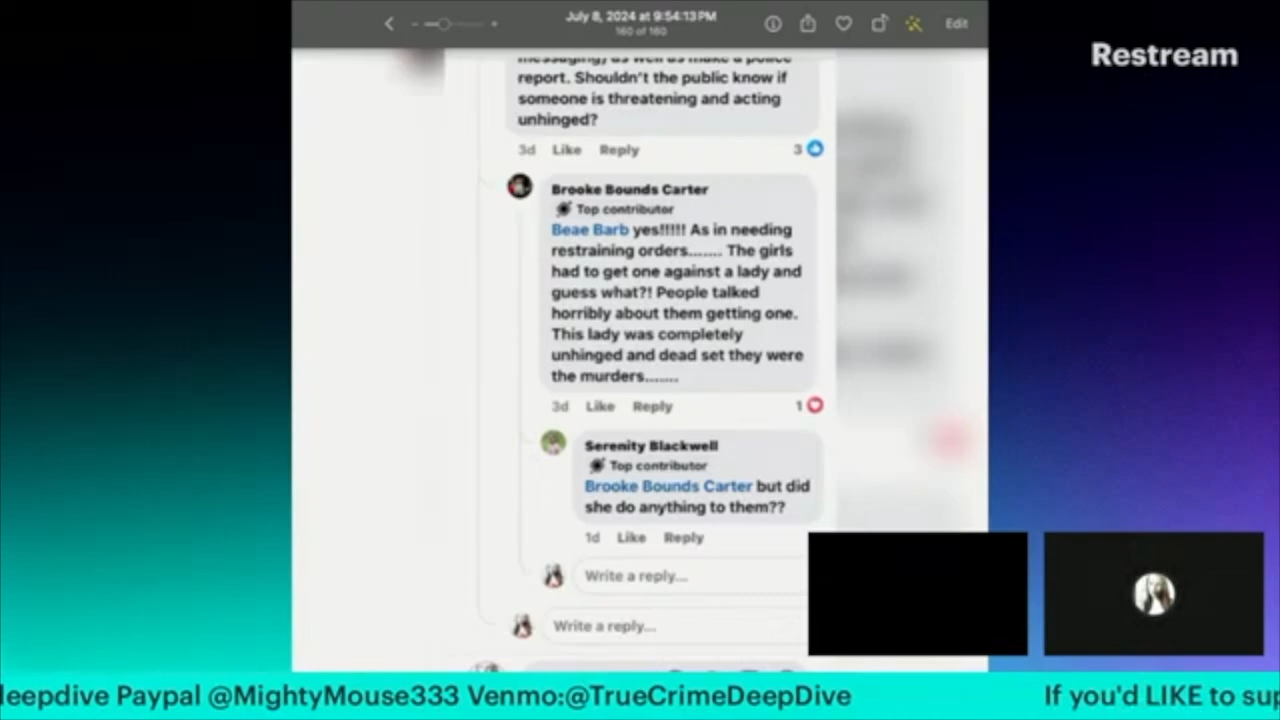 July 8, 2024 at 9:54:13 PM
160 of 160
Edit
Restream
messaging) as well as make a police
report. Shouldn't the public know if
someone is threatening and acting
unhinged?
3d Like Reply 3
Brooke Bounds Carter
Top contributor
Beae Barb yes!!!!! As in needing
restraining orders........ The girls
had to get one against a lady and
guess what?! People talked
horribly about them getting one.
This lady was completely
unhinged and dead set they were
the murders.......
3d Like Reply 1
Serenity Blackwell
Top contributor
Brooke Bounds Carter but did
she do anything to them??
1d Like Reply
Write a reply...
Write a reply...
deepdive Paypal @MightyMouse333 Venmo:@TrueCrimeDeepDive If you'd LIKE to sup